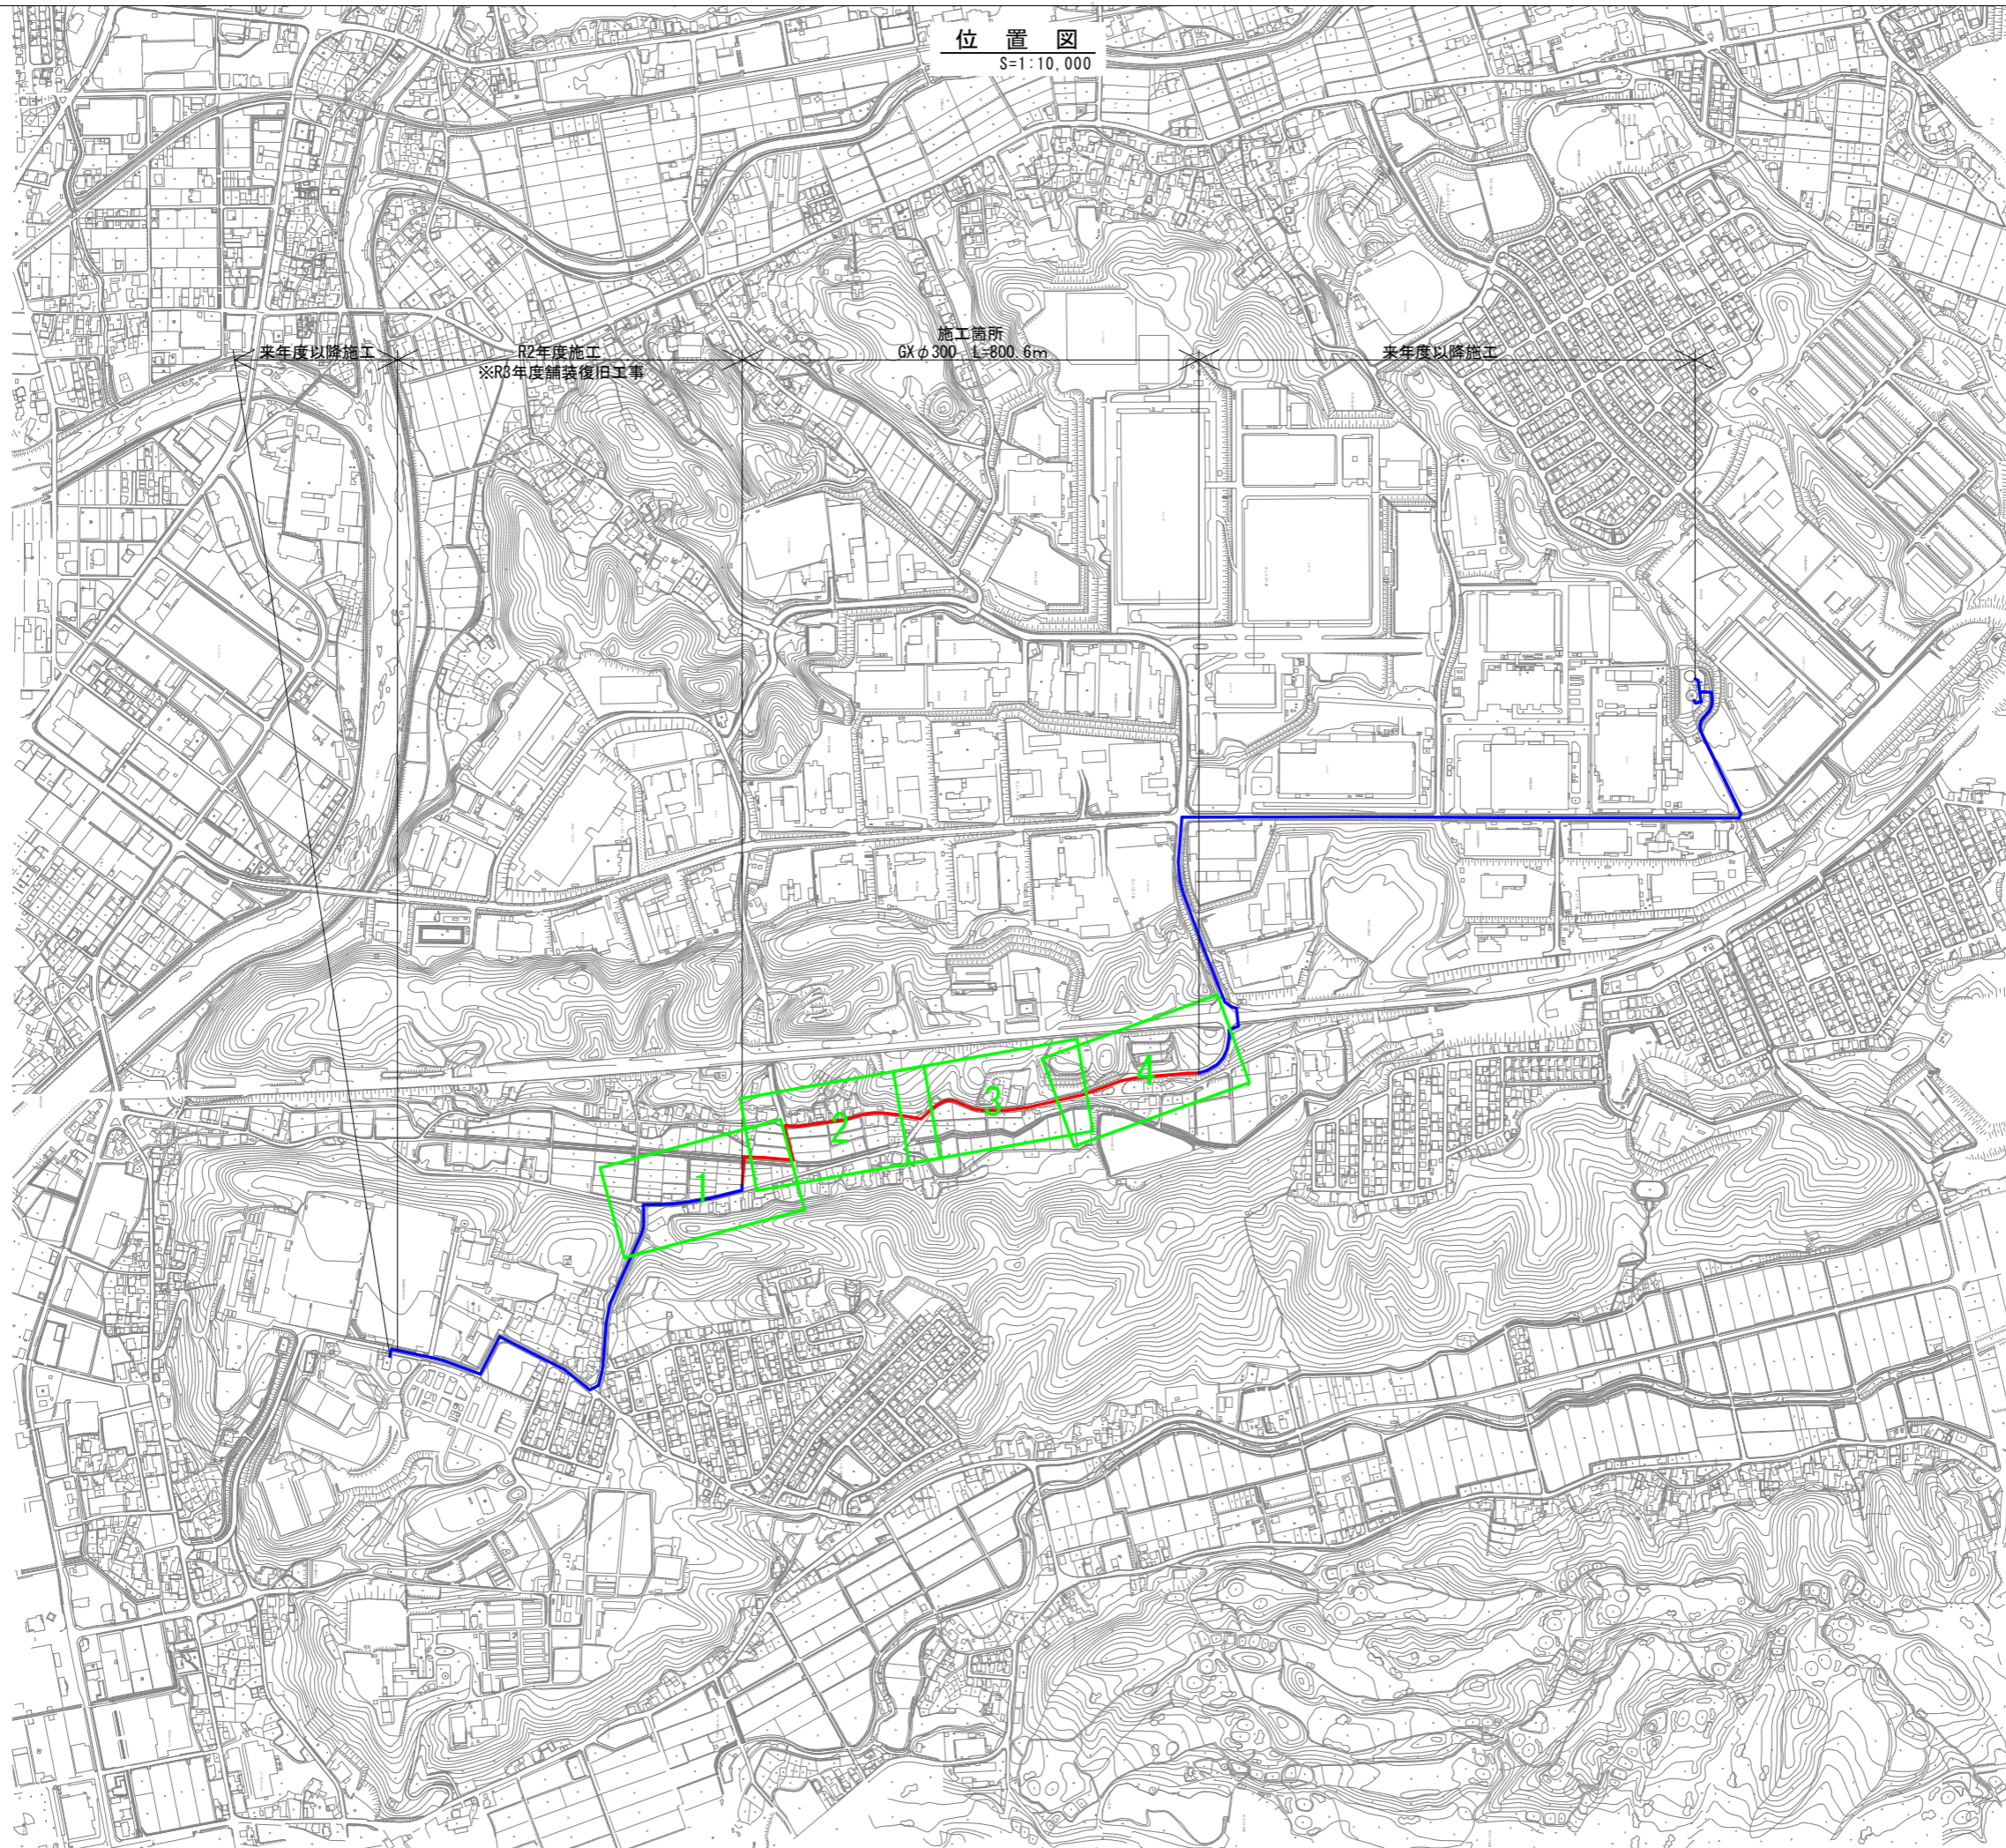 位 置 図
S=1:10,000
来年度以降施工
R2年度施工
※R3年度舗装復旧工事
施工箇所
GXφ300 L=800.6m
来年度以降施工
4
3
2
1